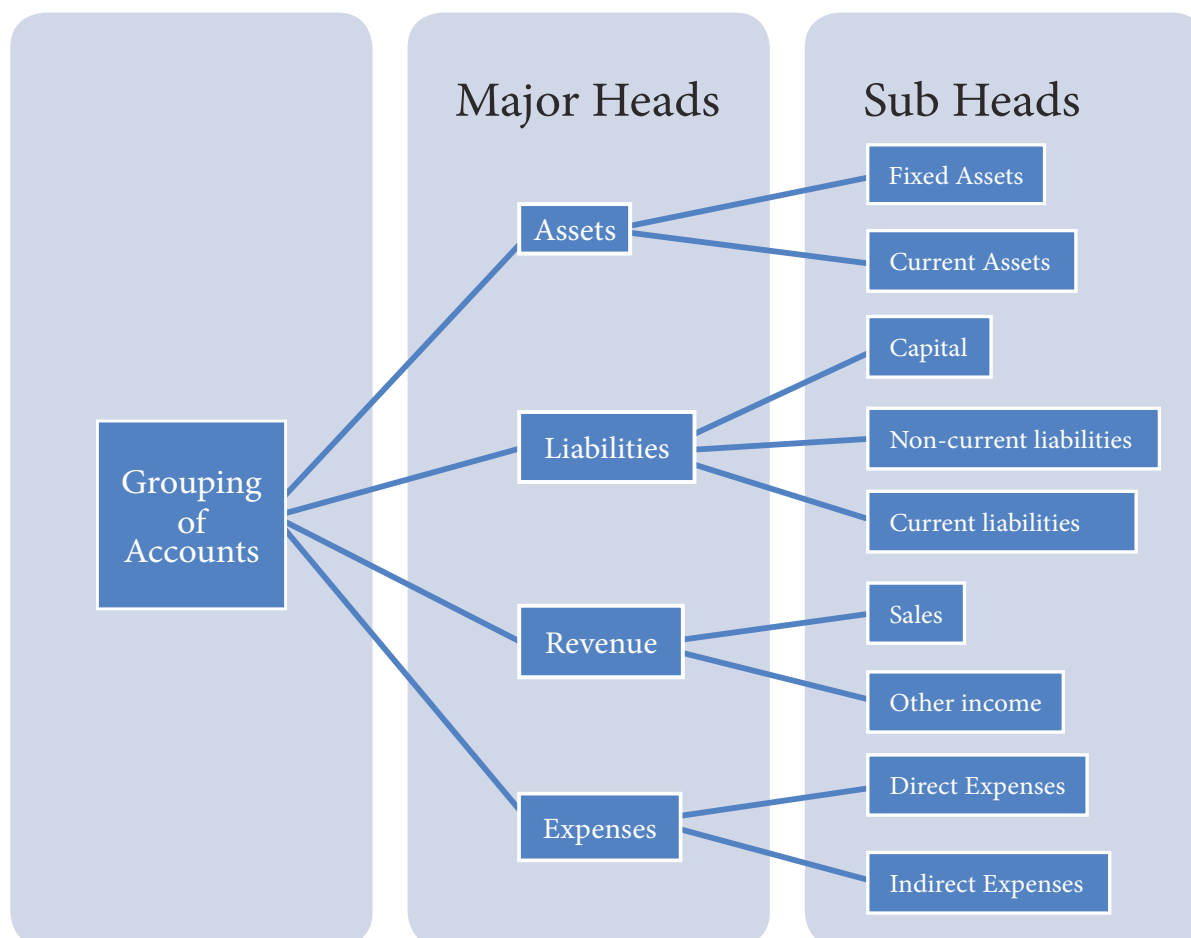 Major Heads
Sub Heads
Grouping
of
Accounts
Assets
Fixed Assets
Current Assets
Liabilities
Capital
Non-current liabilities
Current liabilities
Revenue
Sales
Other income
Expenses
Direct Expenses
Indirect Expenses